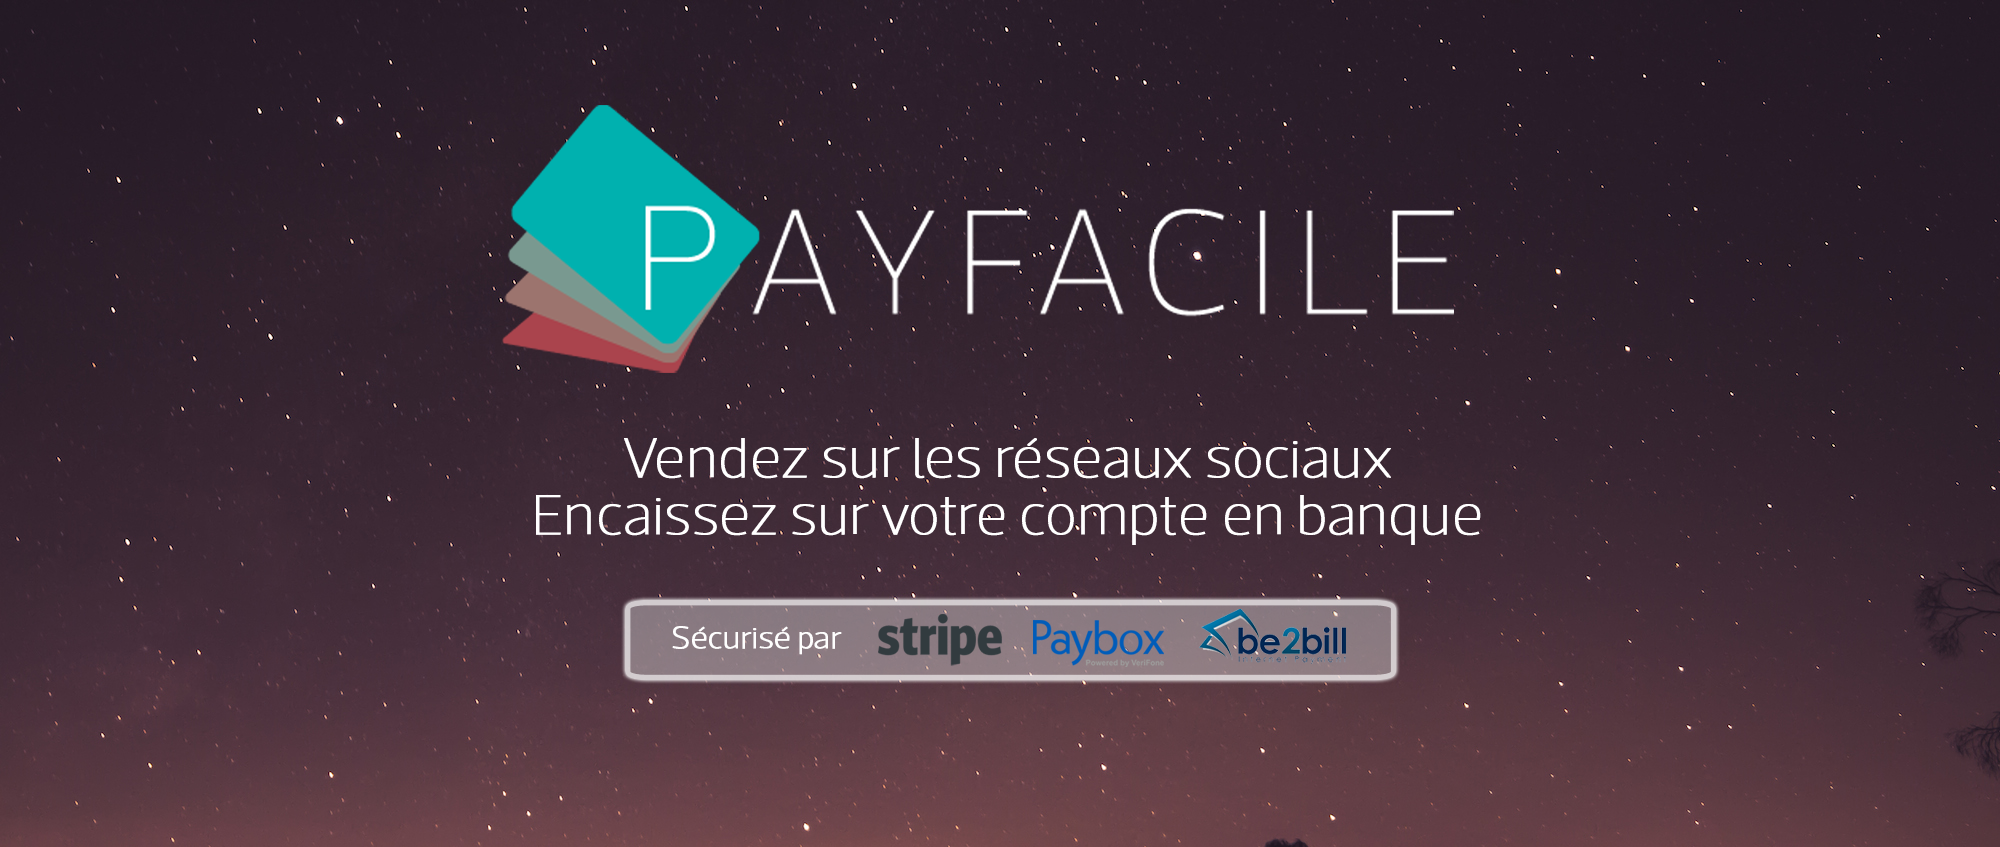 PAYFACILE
Vendez sur les réseaux sociaux
Encaissez sur votre compte en banque
Sécurisé par stripe Paybox be2bill
Powered by VeriFone